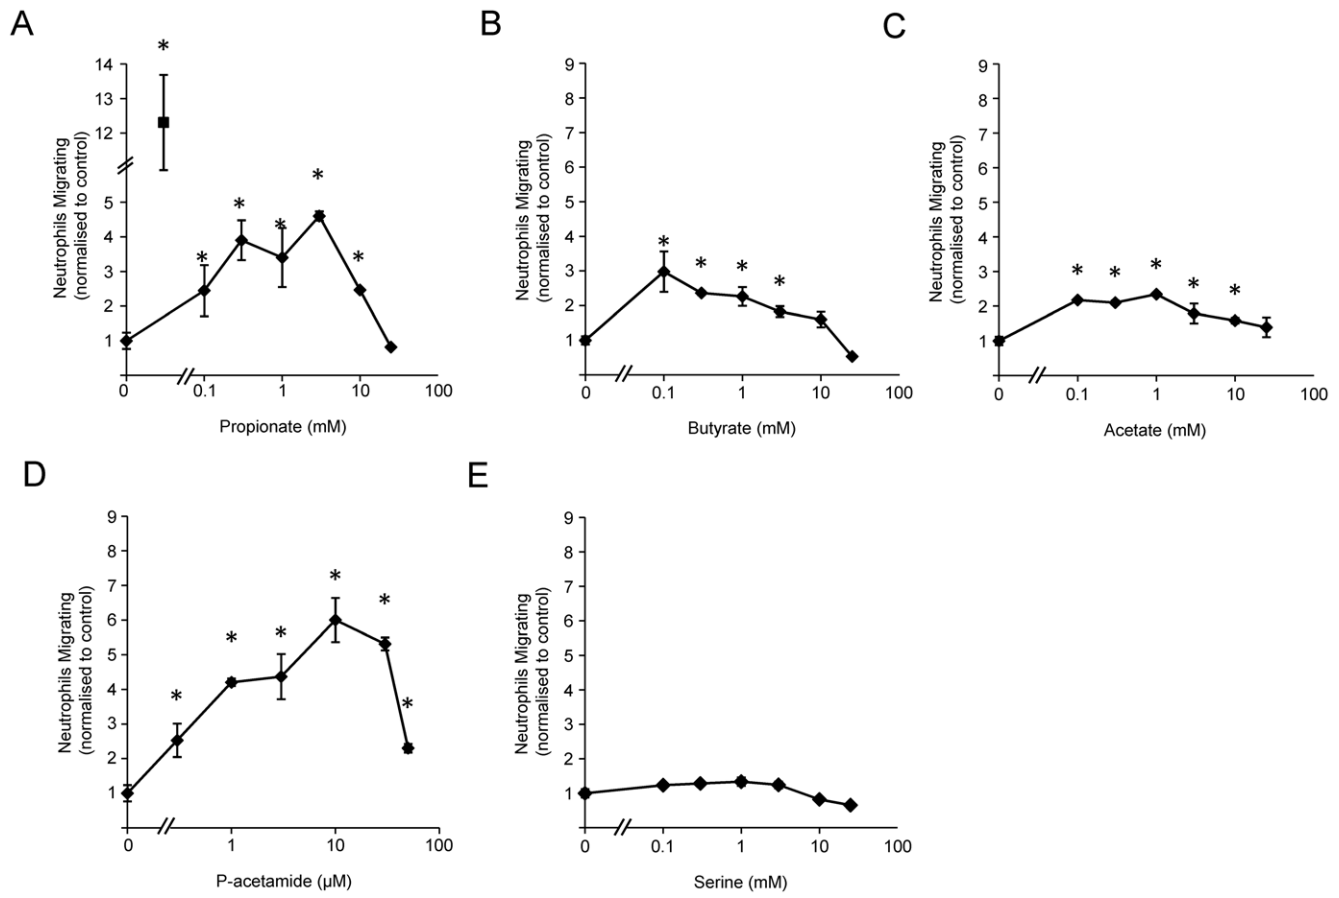 A
*
14
13
12
5
4
3
2
1
* * * * *
Neutrophils Migrating
(normalised to control)
0 0.1 1 10 100
Propionate (mM)
B
9
8
7
6
5
4
3
2
1
* * * *
Neutrophils Migrating
(normalised to control)
0 0.1 1 10 100
Butyrate (mM)
C
9
8
7
6
5
4
3
2
1
* * * * *
Neutrophils Migrating
(normalised to control)
0 0.1 1 10 100
Acetate (mM)
D
9
8
7
6
5
4
3
2
1
* * * * * *
Neutrophils Migrating
(normalised to control)
0 1 10 100
P-acetamide (µM)
E
9
8
7
6
5
4
3
2
1
Neutrophils Migrating
(normalised to control)
0 0.1 1 10 100
Serine (mM)